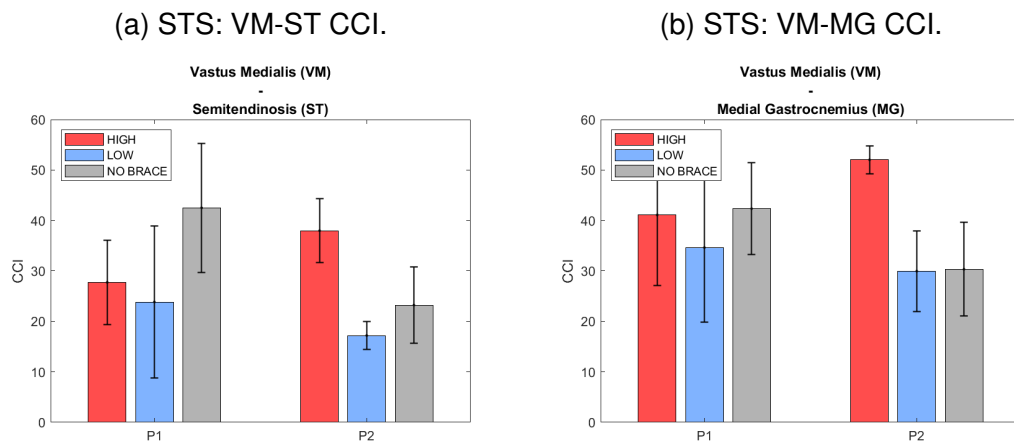 (a) STS: VM-ST CCI.
Vastus Medialis (VM)
-
Semitendinosis (ST)
60
50
40
30
20
10
0
CCI
HIGH
LOW
NO BRACE
P1
P2
(b) STS: VM-MG CCI.
Vastus Medialis (VM)
-
Medial Gastrocnemius (MG)
60
50
40
30
20
10
0
CCI
HIGH
LOW
NO BRACE
P1
P2